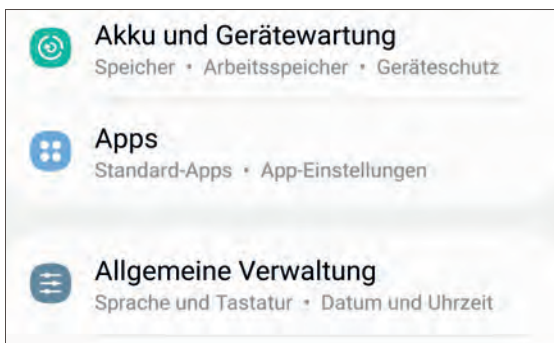 Akku und Gerätewartung
Speicher • Arbeitsspeicher • Geräteschutz
Apps
Standard-Apps • App-Einstellungen
Allgemeine Verwaltung
Sprache und Tastatur • Datum und Uhrzeit